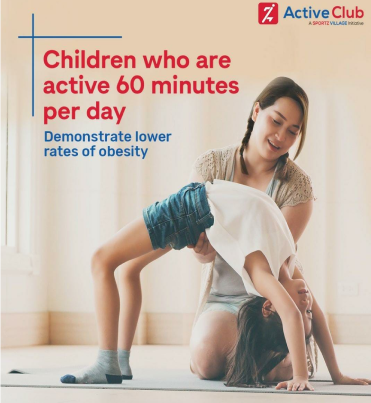 Active Club
A SPORTZ VILLAGE Initiative
Children who are
active 60 minutes
per day
Demonstrate lower
rates of obesity